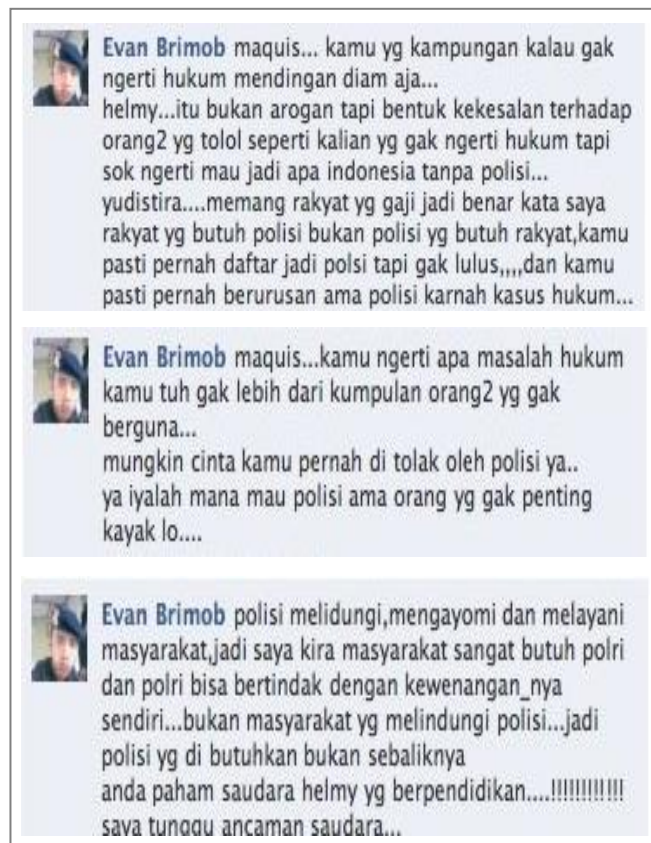 Evan Brimob maquis... kamu yg kampungan kalau gak
ngerti hukum mendingan diam aja...
helmy...itu bukan arogan tapi bentuk kekesalan terhadap
orang2 yg tolol seperti kalian yg gak ngerti hukum tapi
sok ngerti mau jadi apa indonesia tanpa polisi...
yudistira....memang rakyat yg gaji jadi benar kata saya
rakyat yg butuh polisi bukan polisi yg butuh rakyat,kamu
pasti pernah daftar jadi polsi tapi gak lulus,,,,dan kamu
pasti pernah berurusan ama polisi karnah kasus hukum...
Evan Brimob maquis...kamu ngerti apa masalah hukum
kamu tuh gak lebih dari kumpulan orang2 yg gak
berguna...
mungkin cinta kamu pernah di tolak oleh polisi ya..
ya iyalah mana mau polisi ama orang yg gak penting
kayak lo....
Evan Brimob polisi melidungi,mengayomi dan melayani
masyarakat,jadi saya kira masyarakat sangat butuh polri
dan polri bisa bertindak dengan kewenangan_nya
sendiri...bukan masyarakat yg melindungi polisi...jadi
polisi yg di butuhkan bukan sebaliknya
anda paham saudara helmy yg berpendidikan....!!!!!!!!!!!!!
saya tunggu ancaman saudara...